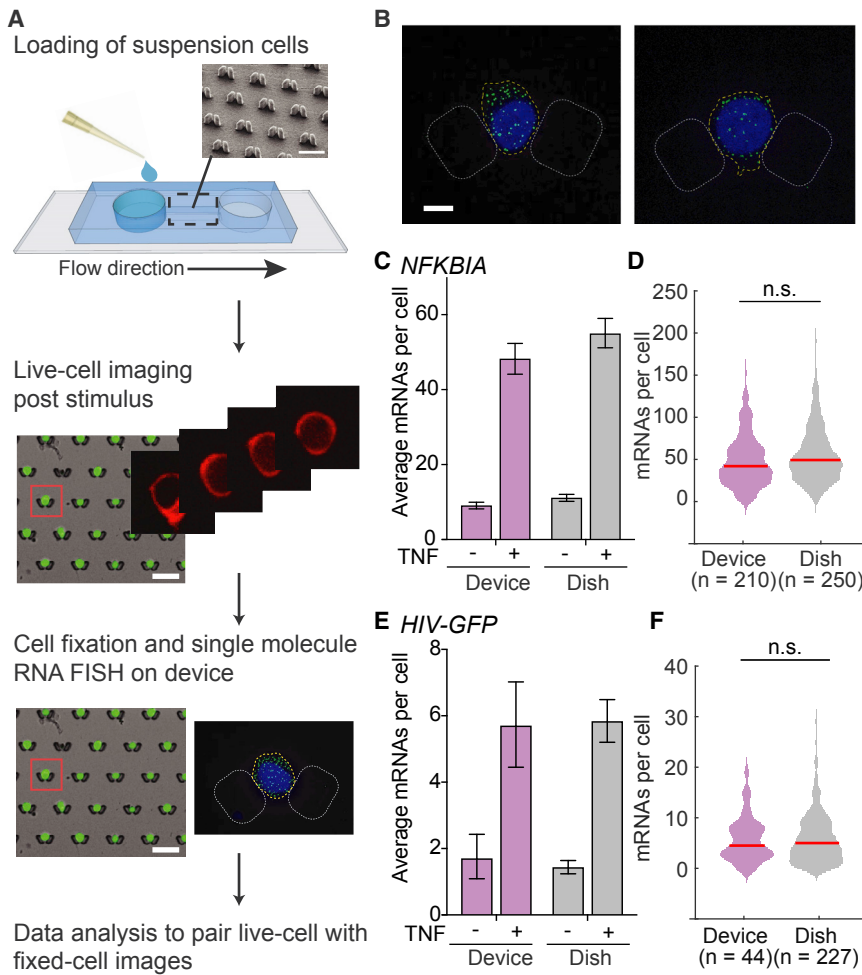 A
Loading of suspension cells
Flow direction
Live-cell imaging
post stimulus
Cell fixation and single molecule
RNA FISH on device
Data analysis to pair live-cell with
fixed-cell images
B
C NFKBIA
Average mRNAs per cell
60
40
20
0
TNF - + - +
Device Dish
D
n.s.
mRNAs per cell
250
200
150
100
50
0
Device Dish
(n = 210) (n = 250)
E HIV-GFP
Average mRNAs per cell
8
6
4
2
0
TNF - + - +
Device Dish
F
n.s.
mRNAs per cell
40
30
20
10
0
Device Dish
(n = 44) (n = 227)